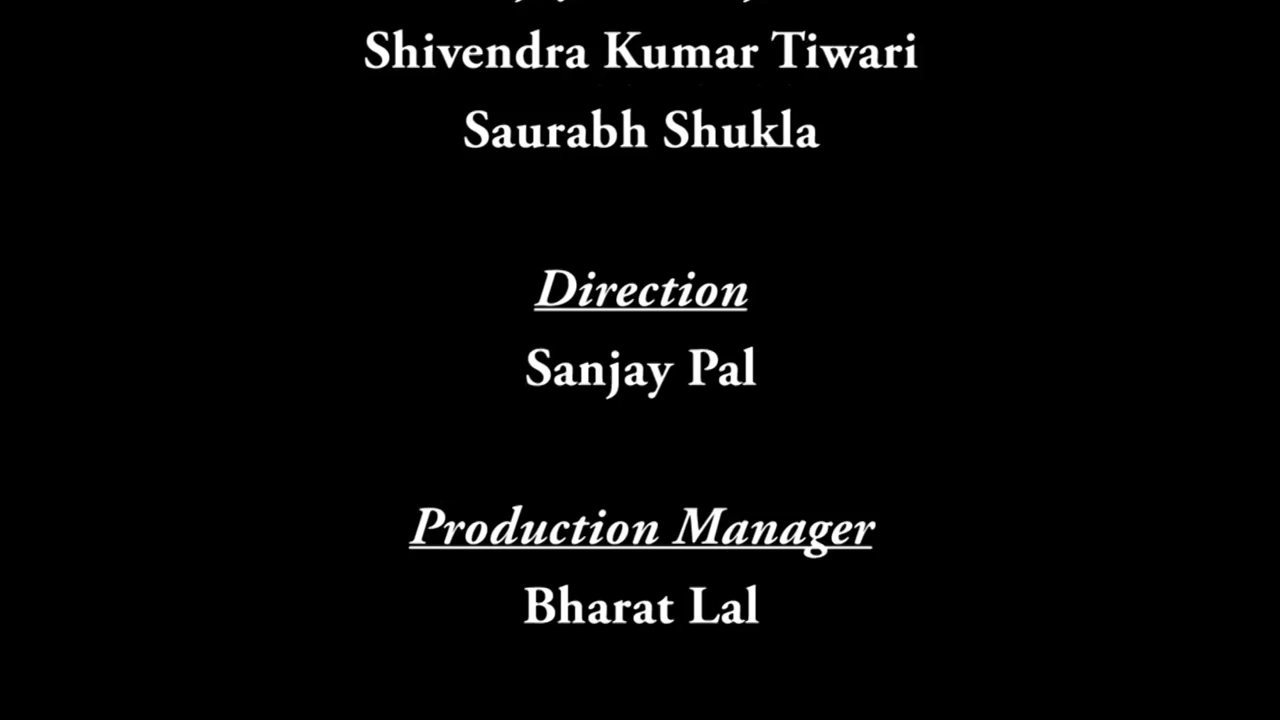 Shivendra Kumar Tiwari
Saurabh Shukla
Direction
Sanjay Pal
Production Manager
Bharat Lal